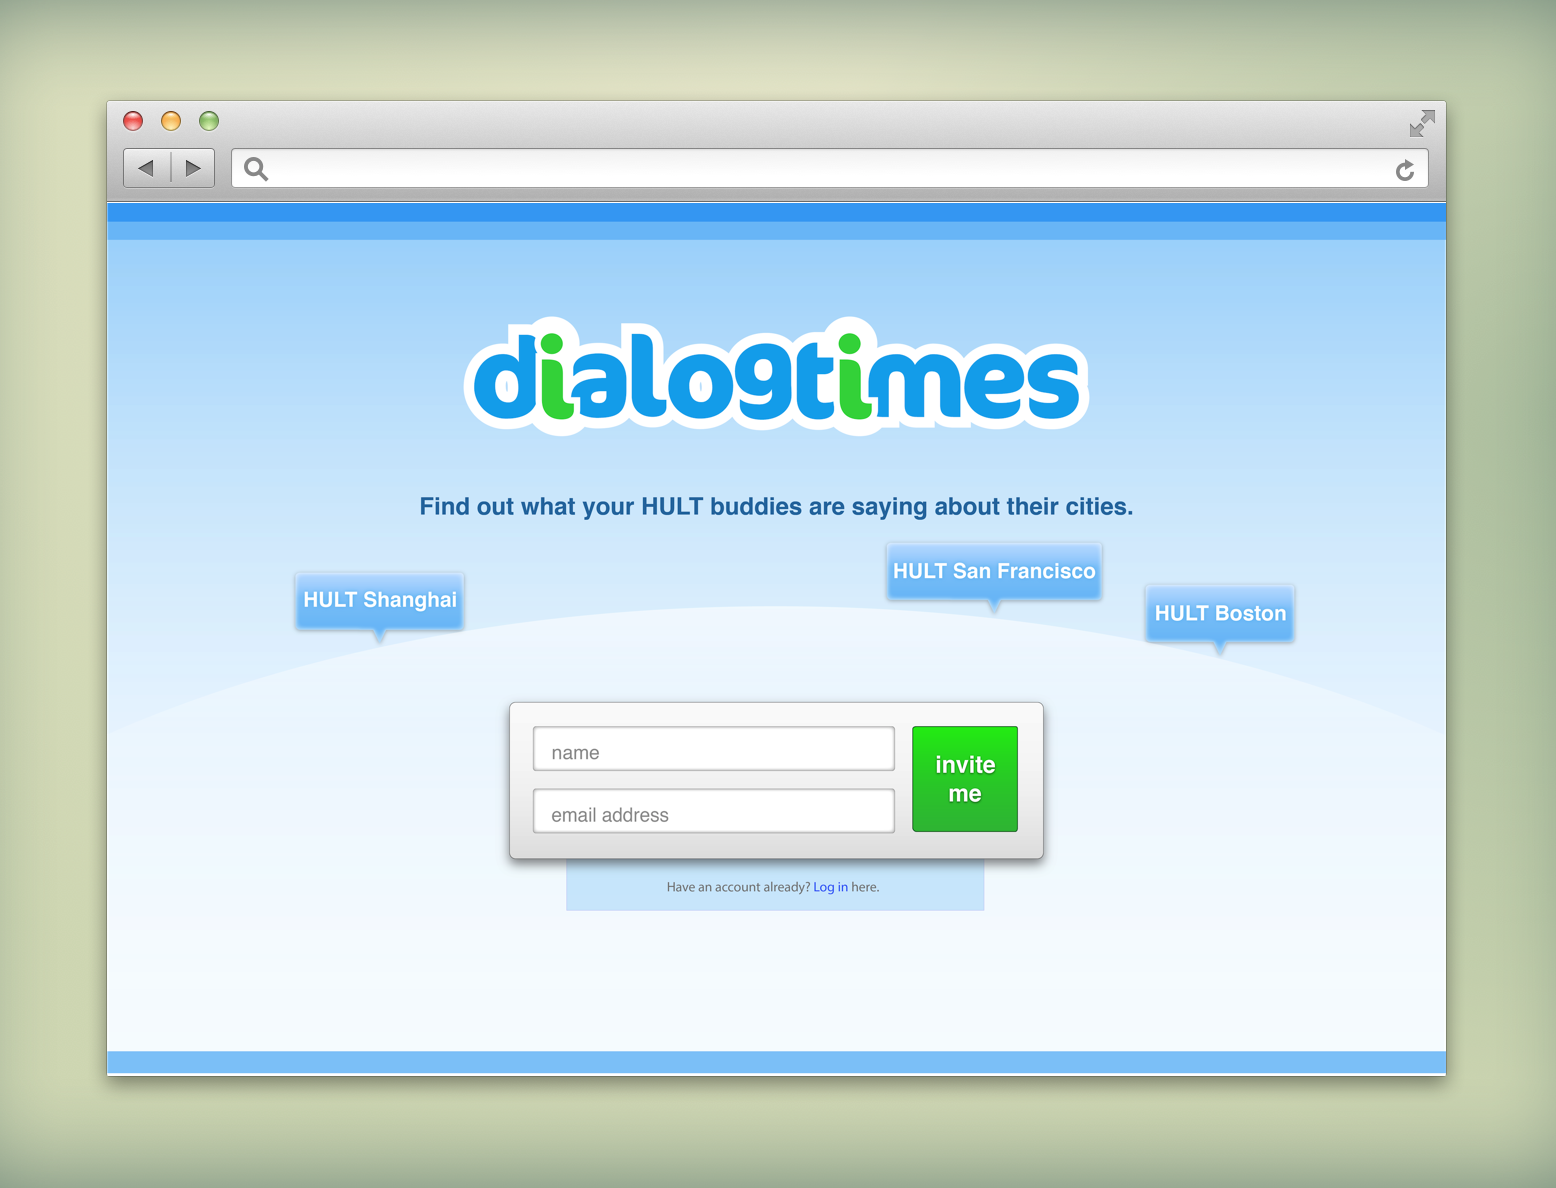 dialogtimes
Find out what your HULT buddies are saying about their cities.
HULT San Francisco
HULT Shanghai
HULT Boston
name
email address
invite
me
Have an account already? Log in here.